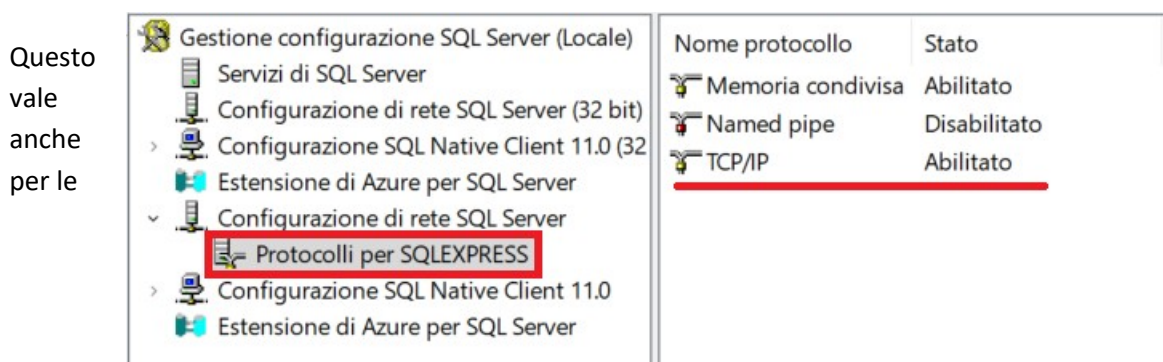 Questo
vale
anche
per le
Gestione configurazione SQL Server (Locale)
Servizi di SQL Server
Configurazione di rete SQL Server (32 bit)
Configurazione SQL Native Client 11.0 (32
Estensione di Azure per SQL Server
Configurazione di rete SQL Server
Protocolli per SQLEXPRESS
Configurazione SQL Native Client 11.0
Estensione di Azure per SQL Server
Nome protocollo Stato
Memoria condivisa Abilitato
Named pipe Disabilitato
TCP/IP Abilitato